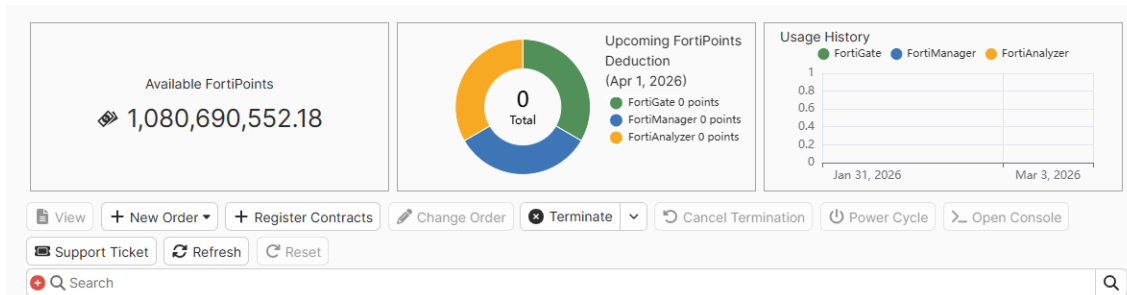 Available FortiPoints
1,080,690,552.18
0
Total
Upcoming FortiPoints
Deduction
(Apr 1, 2026)
FortiGate 0 points
FortiManager 0 points
FortiAnalyzer 0 points
Usage History
FortiGate FortiManager FortiAnalyzer
1
0.8
0.6
0.4
0.2
0
Jan 31, 2026 Mar 3, 2026
View + New Order + Register Contracts Change Order Terminate Cancel Termination Power Cycle Open Console
Support Ticket Refresh Reset
Search